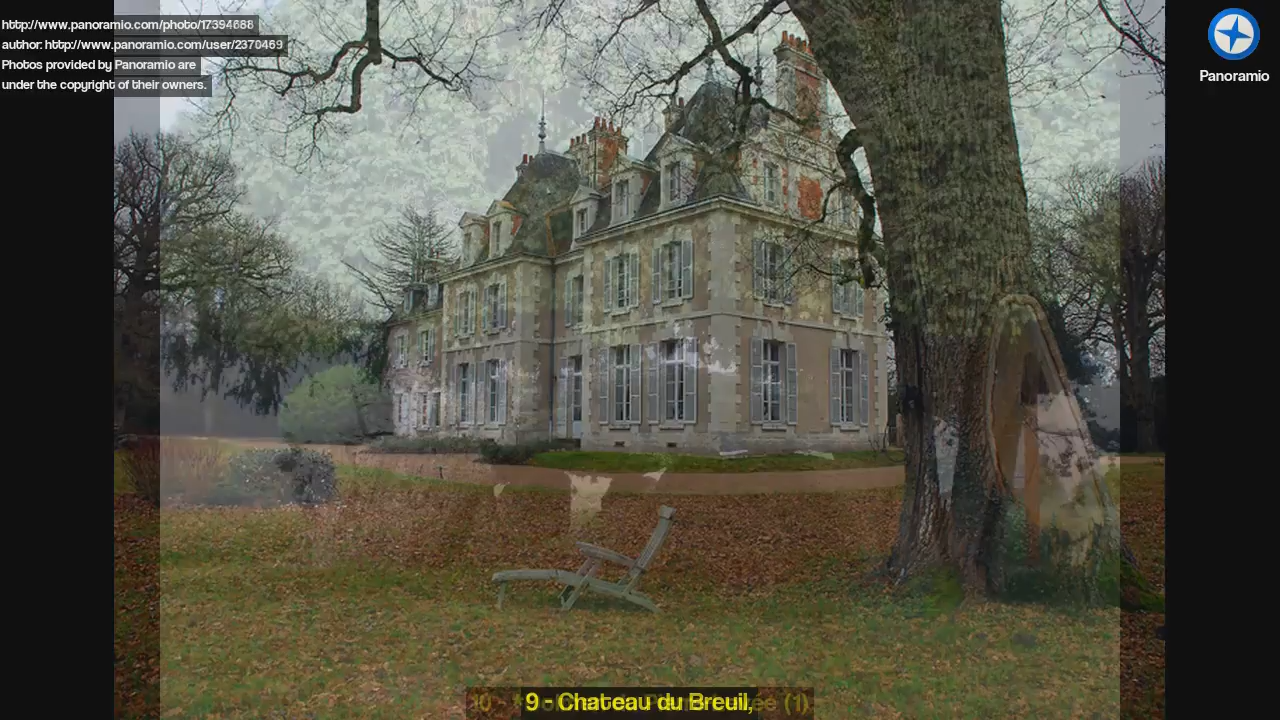 http://www.panoramio.com/photo/17394688
author: http://www.panoramio.com/user/2370469
Photos provided by Panoramio are
under the copyright of their owners.
Panoramio
9 - Chateau du Breuil,